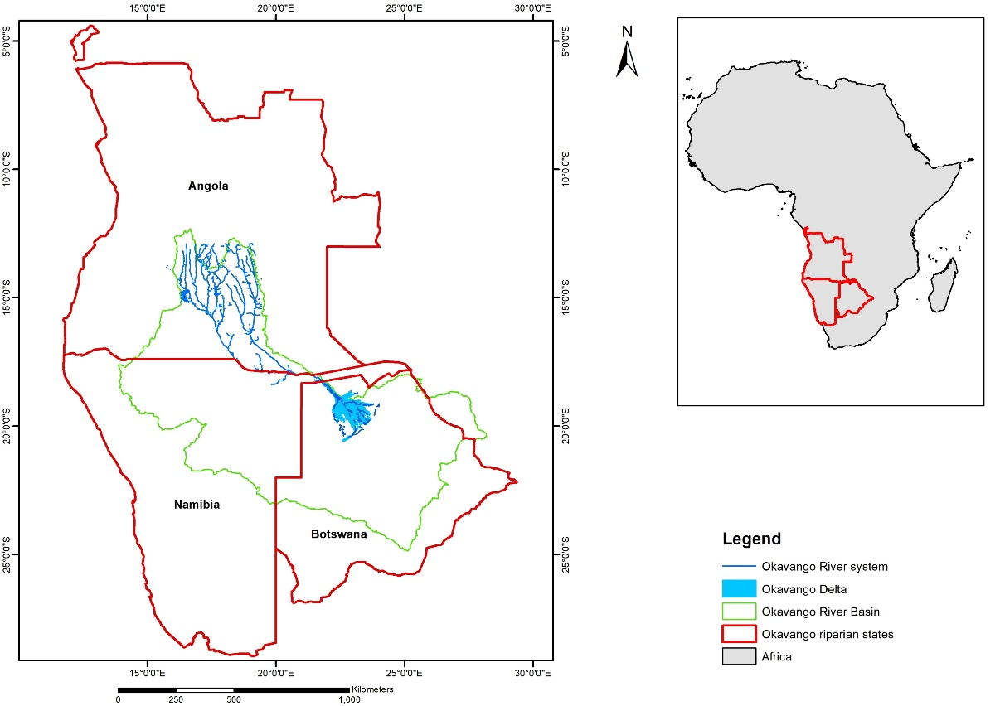 15°0'0"E 20°0'0"E 25°0'0"E 30°0'0"E
5°0'0"S
5°0'0"S
N
10°0'0"S
10°0'0"S
Angola
15°0'0"S
15°0'0"S
20°0'0"S
20°0'0"S
Namibia
Botswana
25°0'0"S
25°0'0"S
15°0'0"E 20°0'0"E 25°0'0"E 30°0'0"E
Kilometers
0 250 500 1,000
Legend
Okavango River system
Okavango Delta
Okavango River Basin
Okavango riparian states
Africa